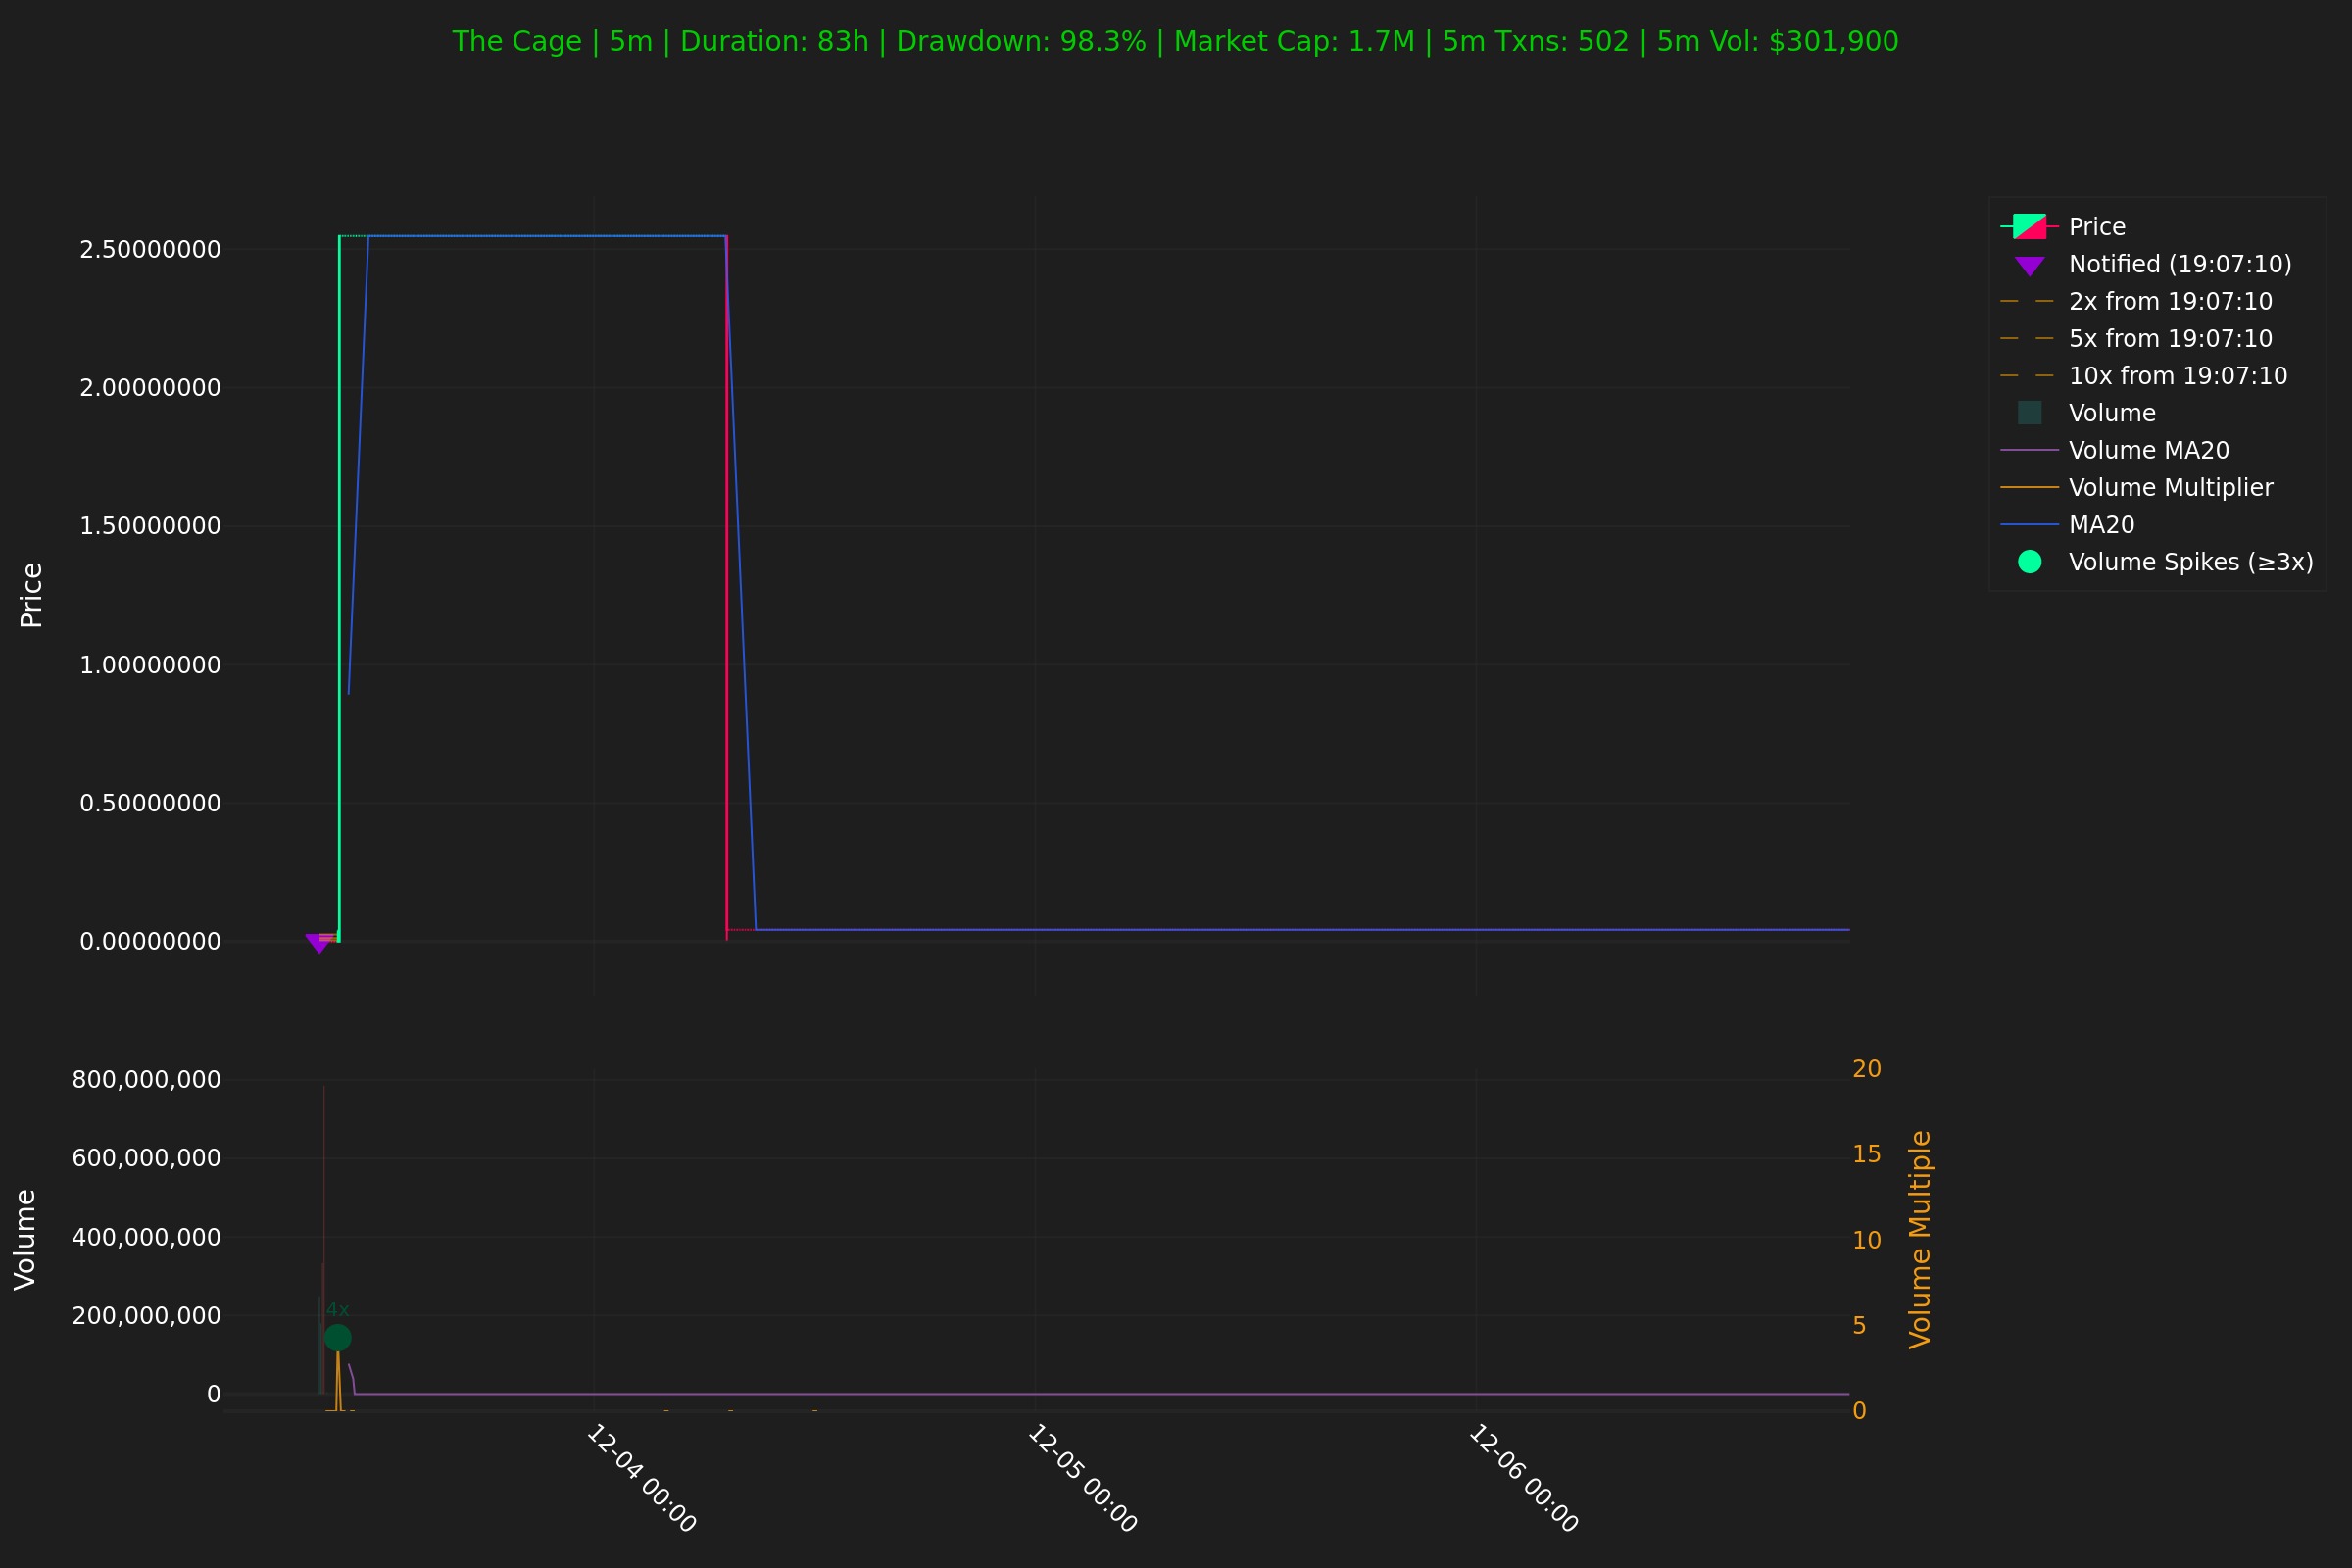 The Cage | 5m | Duration: 83h | Drawdown: 98.3% | Market Cap: 1.7M | 5m Txns: 502 | 5m Vol: $301,900
Price
2.50000000
2.00000000
1.50000000
1.00000000
0.50000000
0.00000000
Price
Notified (19:07:10)
2x from 19:07:10
5x from 19:07:10
10x from 19:07:10
Volume
Volume MA20
Volume Multiplier
MA20
Volume Spikes (≥3x)
Volume
800,000,000
600,000,000
400,000,000
200,000,000
0
4x
20
15
10
5
0
Volume Multiple
12-04 00:00
12-05 00:00
12-06 00:00